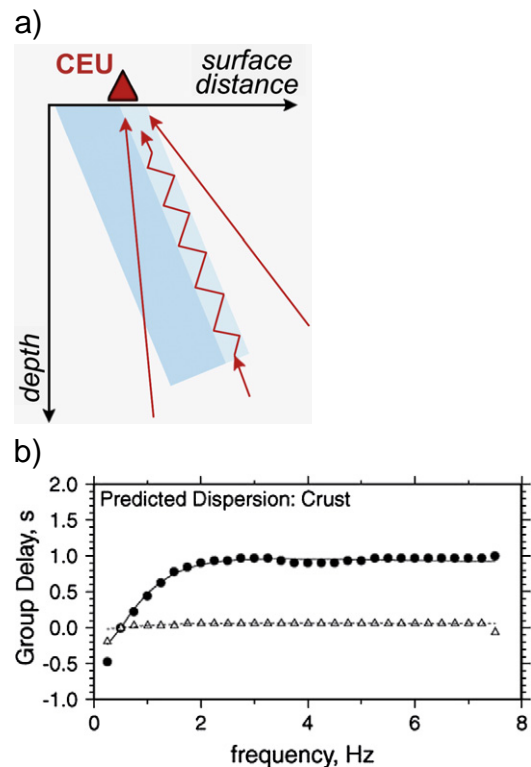 a)
CEU
surface
distance
depth
b)
Predicted Dispersion: Crust
Group Delay, s
2.0
1.5
1.0
0.5
0.0
-0.5
-1.0
0 2 4 6 8
frequency, Hz